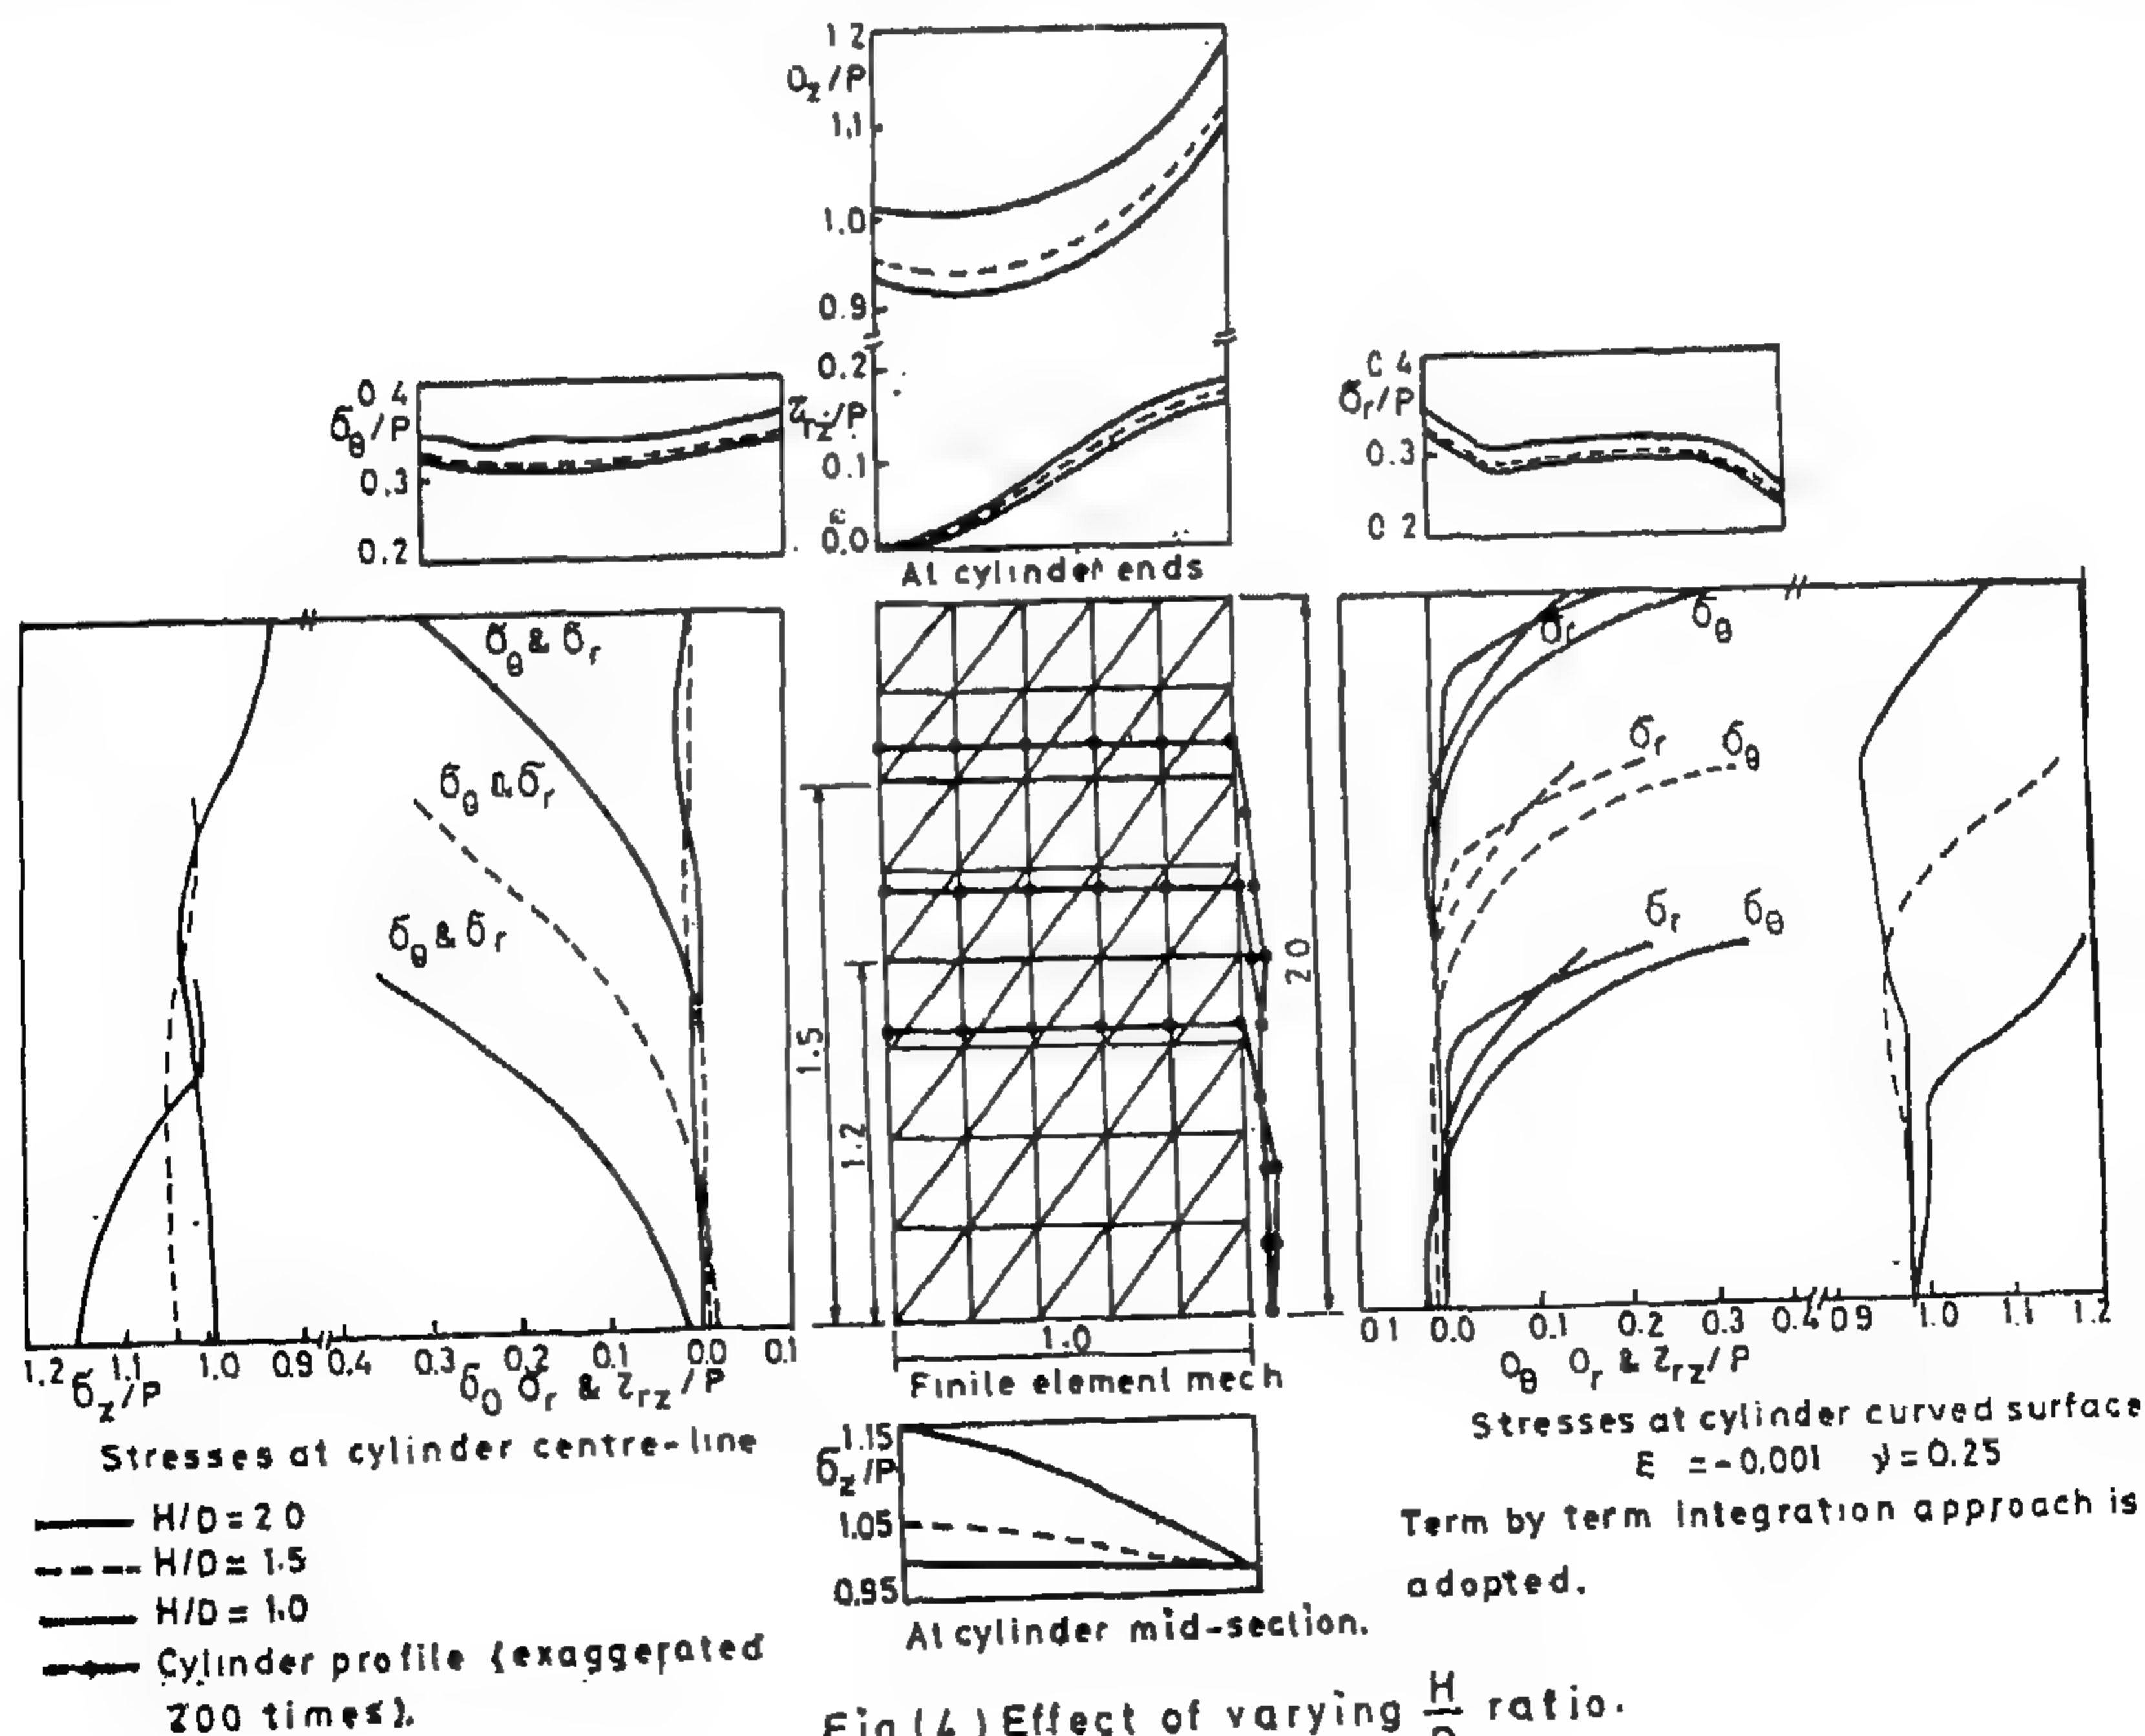 1 2
σz/P
1.1
1.0
0.9
0.2
τrz/P
0.1
0.0
At cylinder ends
0 4
σθ/P
0.3
0.2
0 4
σr/P
0.3
0 2
σθ & σr
σθ & σr
σθ & σr
1.2 1.1 1.0 0.9 0.4 0.3 0.2 0.1 0.0 0.1
σz/P σθ σr & τrz/P
Stresses at cylinder centre-line
1.5
1.2
2.0
1.0
Finite element mech
σr σθ
σr σθ
σr σθ
0 1 0.0 0.1 0.2 0.3 0.4 0 9 1.0 1.1 1.2
σθ σr & τrz/P
Stresses at cylinder curved surface
ε = -0.001 ν = 0.25
Term by term integration approach is
adopted.
1.15
σz/P
1.05
0.95
At cylinder mid-section.
H/D = 2 0
H/D = 1.5
H/D = 1.0
Cylinder profile (exaggerated
200 times).
Fig (4) Effect of varying H ratio.